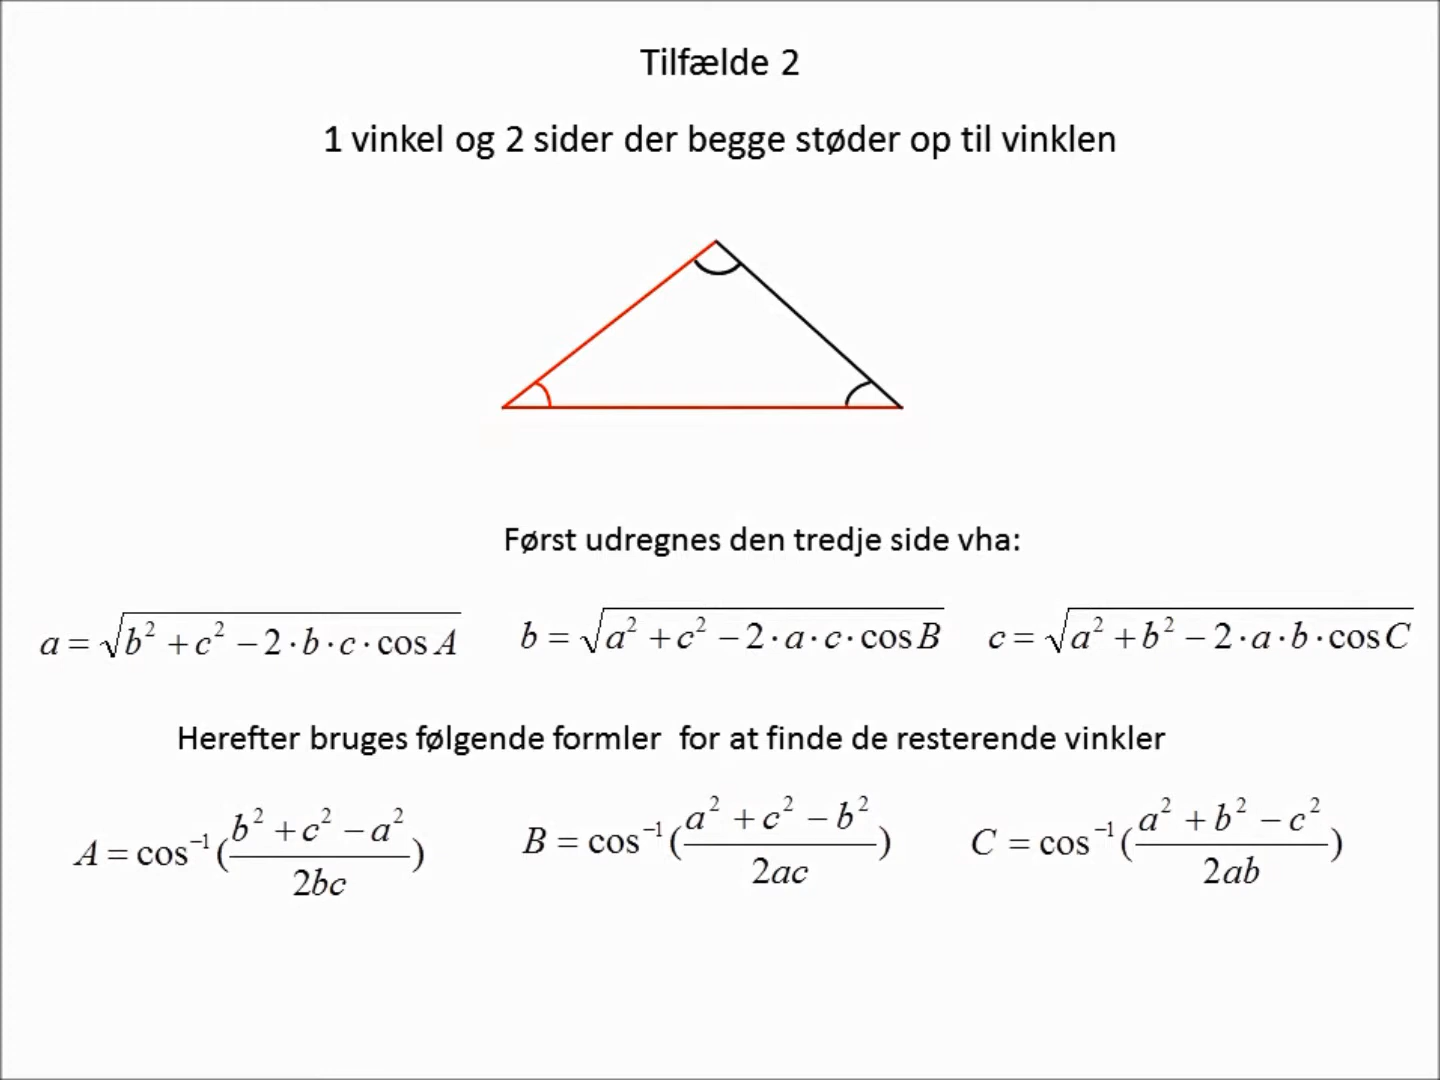 Tilfælde 2
1 vinkel og 2 sider der begge støder op til vinklen
Først udregnes den tredje side vha:
a = √(b² + c² − 2·b·c·cos A) b = √(a² + c² − 2·a·c·cos B) c = √(a² + b² − 2·a·b·cos C)
Herefter bruges følgende formler for at finde de resterende vinkler
A = cos⁻¹((b² + c² − a²)/2bc) B = cos⁻¹((a² + c² − b²)/2ac) C = cos⁻¹((a² + b² − c²)/2ab)